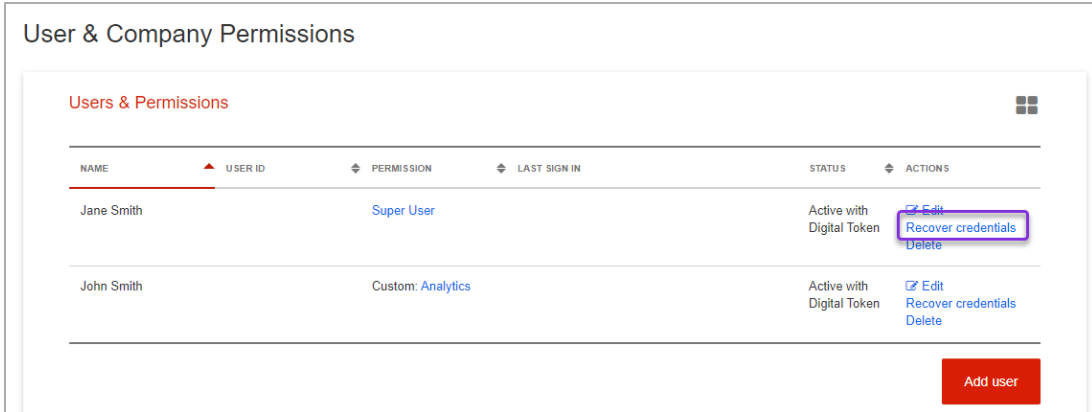 User & Company Permissions
Users & Permissions
NAME USER ID PERMISSION LAST SIGN IN STATUS ACTIONS
Jane Smith Super User Active with Edit
Digital Token Recover credentials
Delete
John Smith Custom: Analytics Active with Edit
Digital Token Recover credentials
Delete
Add user